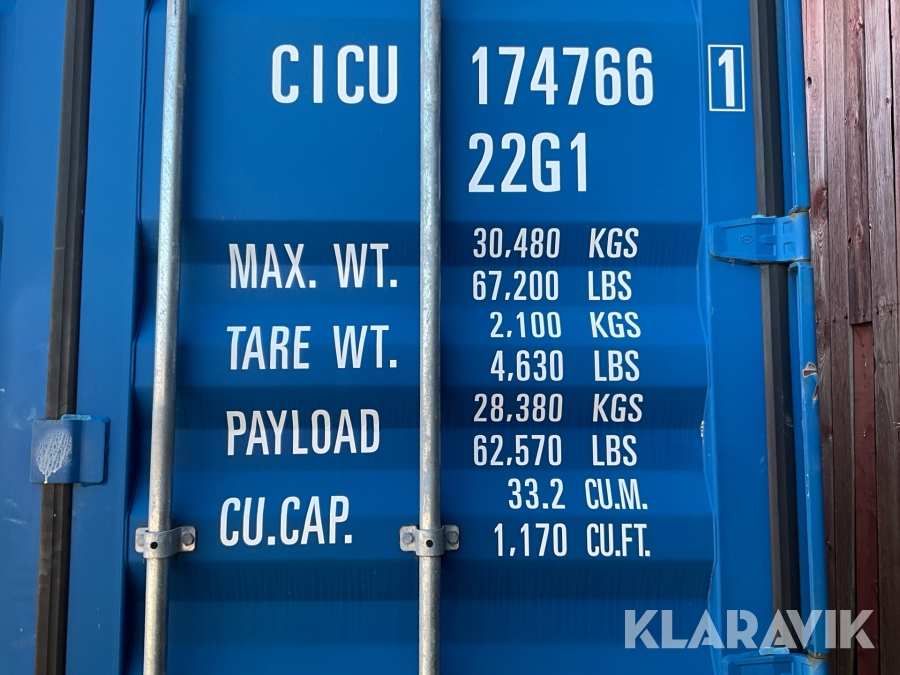 CICU 174766 1
22G1
MAX. WT. 30,480 KGS
67,200 LBS
TARE WT. 2,100 KGS
4,630 LBS
PAYLOAD 28,380 KGS
62,570 LBS
CU.CAP. 33.2 CU.M.
1,170 CU.FT.
KLARAVIK